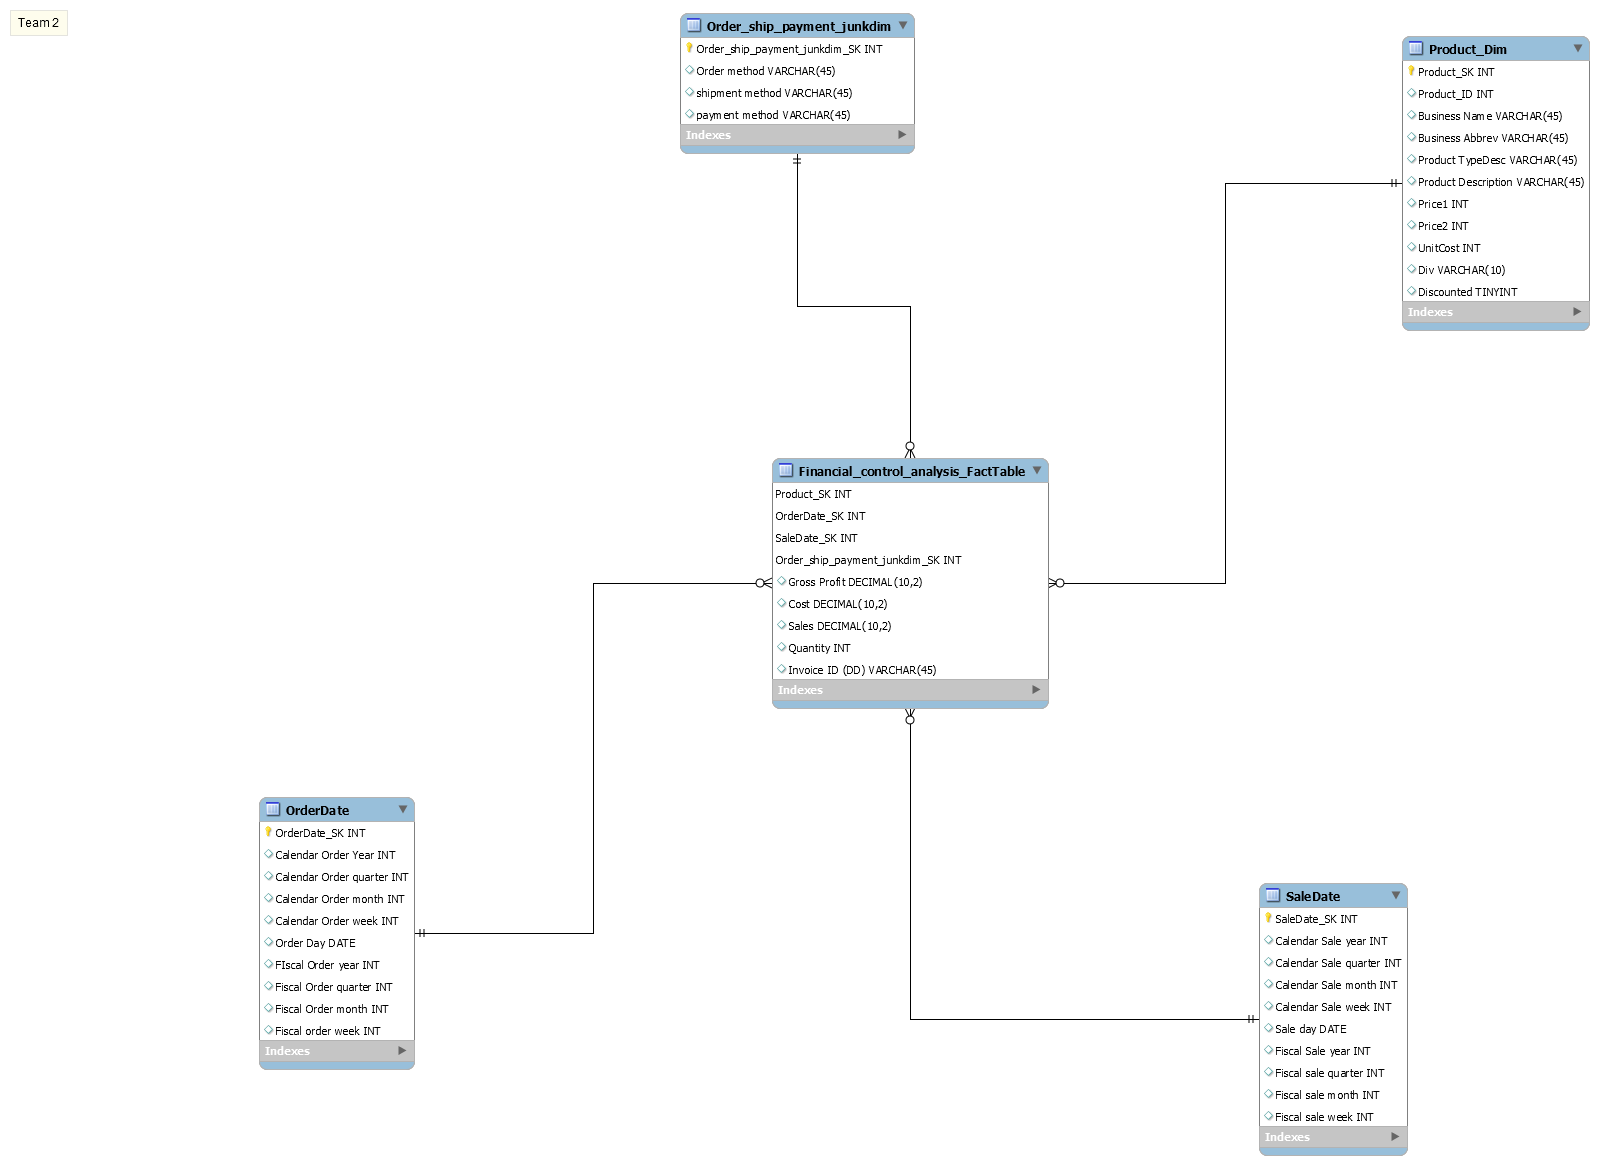 Team 2
Order_ship_payment_junkdim
Order_ship_payment_junkdim_SK INT
Order method VARCHAR(45)
shipment method VARCHAR(45)
payment method VARCHAR(45)
Indexes
Product_Dim
Product_SK INT
Product_ID INT
Business Name VARCHAR(45)
Business Abbrev VARCHAR(45)
Product TypeDesc VARCHAR(45)
Product Description VARCHAR(45)
Price1 INT
Price2 INT
UnitCost INT
Div VARCHAR(10)
Discounted TINYINT
Indexes
Financial_control_analysis_FactTable
Product_SK INT
OrderDate_SK INT
SaleDate_SK INT
Order_ship_payment_junkdim_SK INT
Gross Profit DECIMAL(10,2)
Cost DECIMAL(10,2)
Sales DECIMAL(10,2)
Quantity INT
Invoice ID (DD) VARCHAR(45)
Indexes
OrderDate
OrderDate_SK INT
Calendar Order Year INT
Calendar Order quarter INT
Calendar Order month INT
Calendar Order week INT
Order Day DATE
FIscal Order year INT
Fiscal Order quarter INT
Fiscal Order month INT
Fiscal order week INT
Indexes
SaleDate
SaleDate_SK INT
Calendar Sale year INT
Calendar Sale quarter INT
Calendar Sale month INT
Calendar Sale week INT
Sale day DATE
Fiscal Sale year INT
Fiscal sale quarter INT
Fiscal sale month INT
Fiscal sale week INT
Indexes